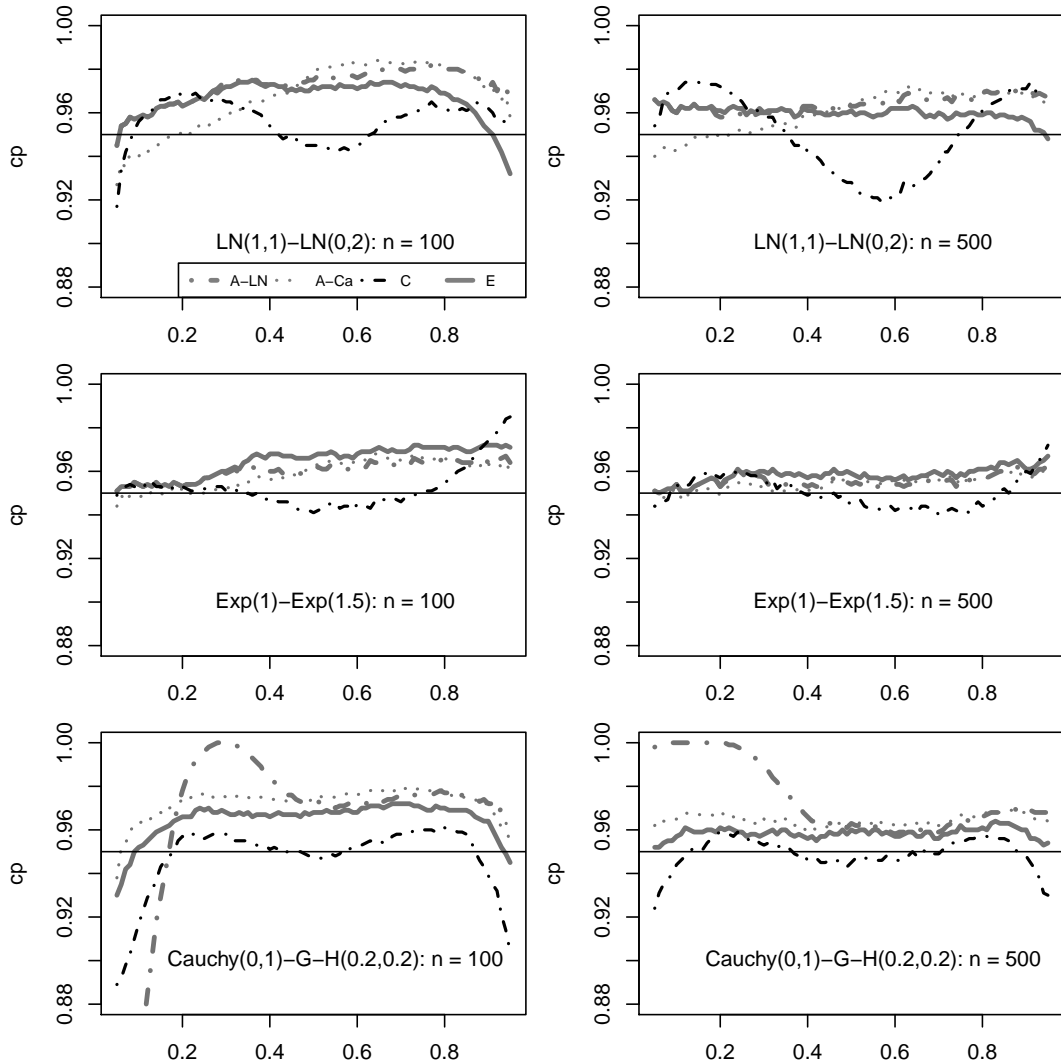 cp
1.00
0.96
0.92
0.88
LN(1,1)−LN(0,2): n = 100
A−LN A−Ca C E
0.2 0.4 0.6 0.8
cp
1.00
0.96
0.92
0.88
LN(1,1)−LN(0,2): n = 500
0.2 0.4 0.6 0.8
cp
1.00
0.96
0.92
0.88
Exp(1)−Exp(1.5): n = 100
0.2 0.4 0.6 0.8
cp
1.00
0.96
0.92
0.88
Exp(1)−Exp(1.5): n = 500
0.2 0.4 0.6 0.8
cp
1.00
0.96
0.92
0.88
Cauchy(0,1)−G−H(0.2,0.2): n = 100
0.2 0.4 0.6 0.8
cp
1.00
0.96
0.92
0.88
Cauchy(0,1)−G−H(0.2,0.2): n = 500
0.2 0.4 0.6 0.8